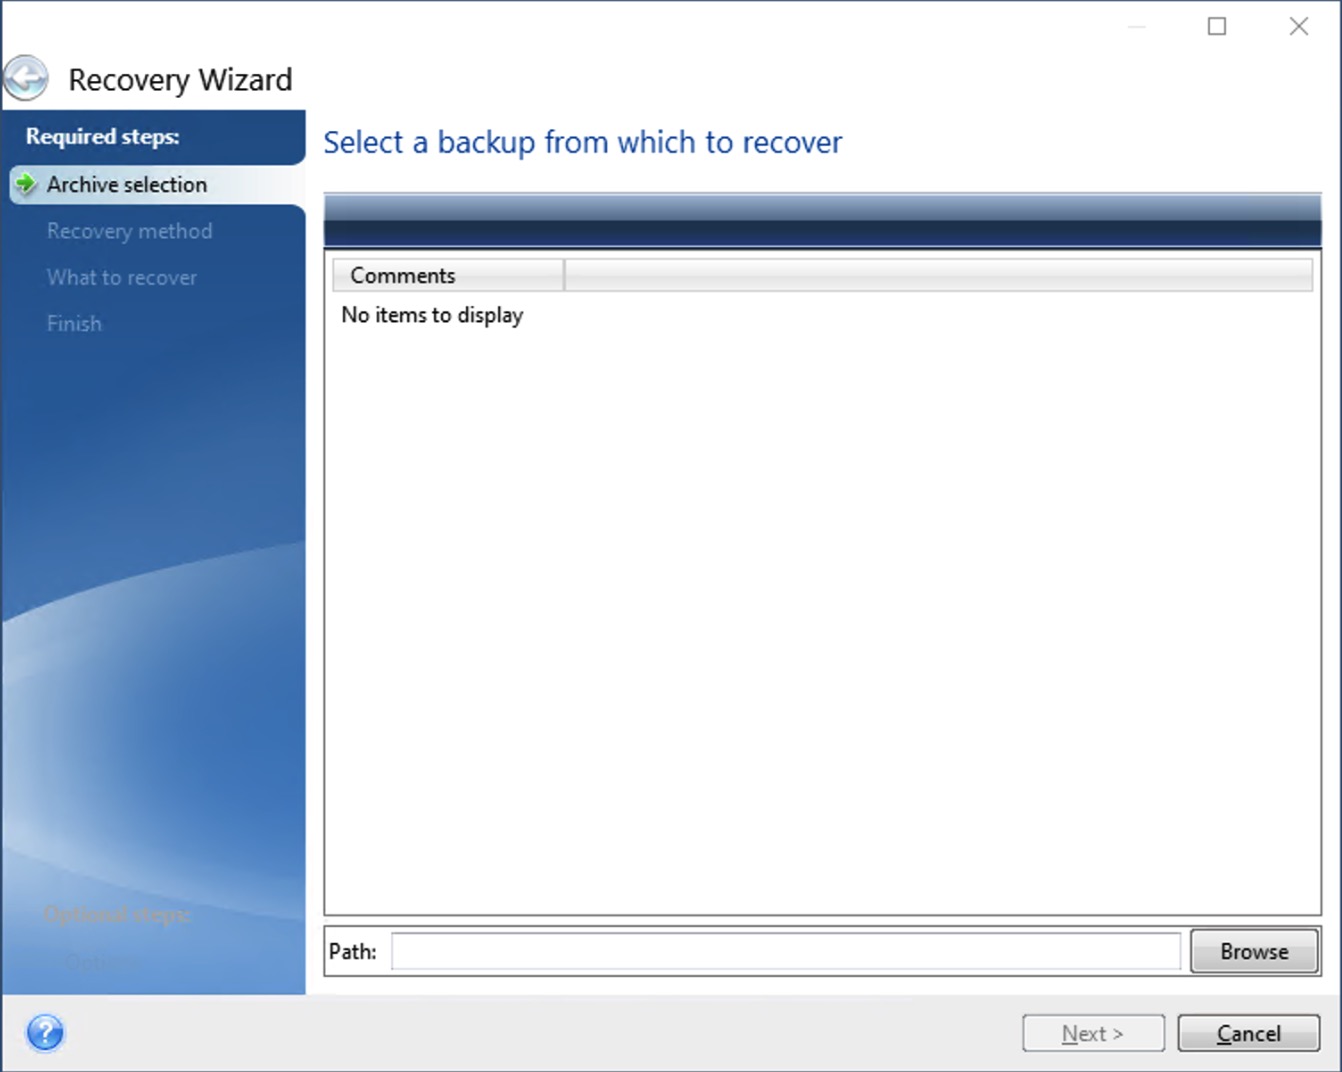 Recovery Wizard
Required steps:
Archive selection
Recovery method
What to recover
Finish
Optional steps:
Options
Select a backup from which to recover
Comments
No items to display
Path:
Browse
Next >
Cancel